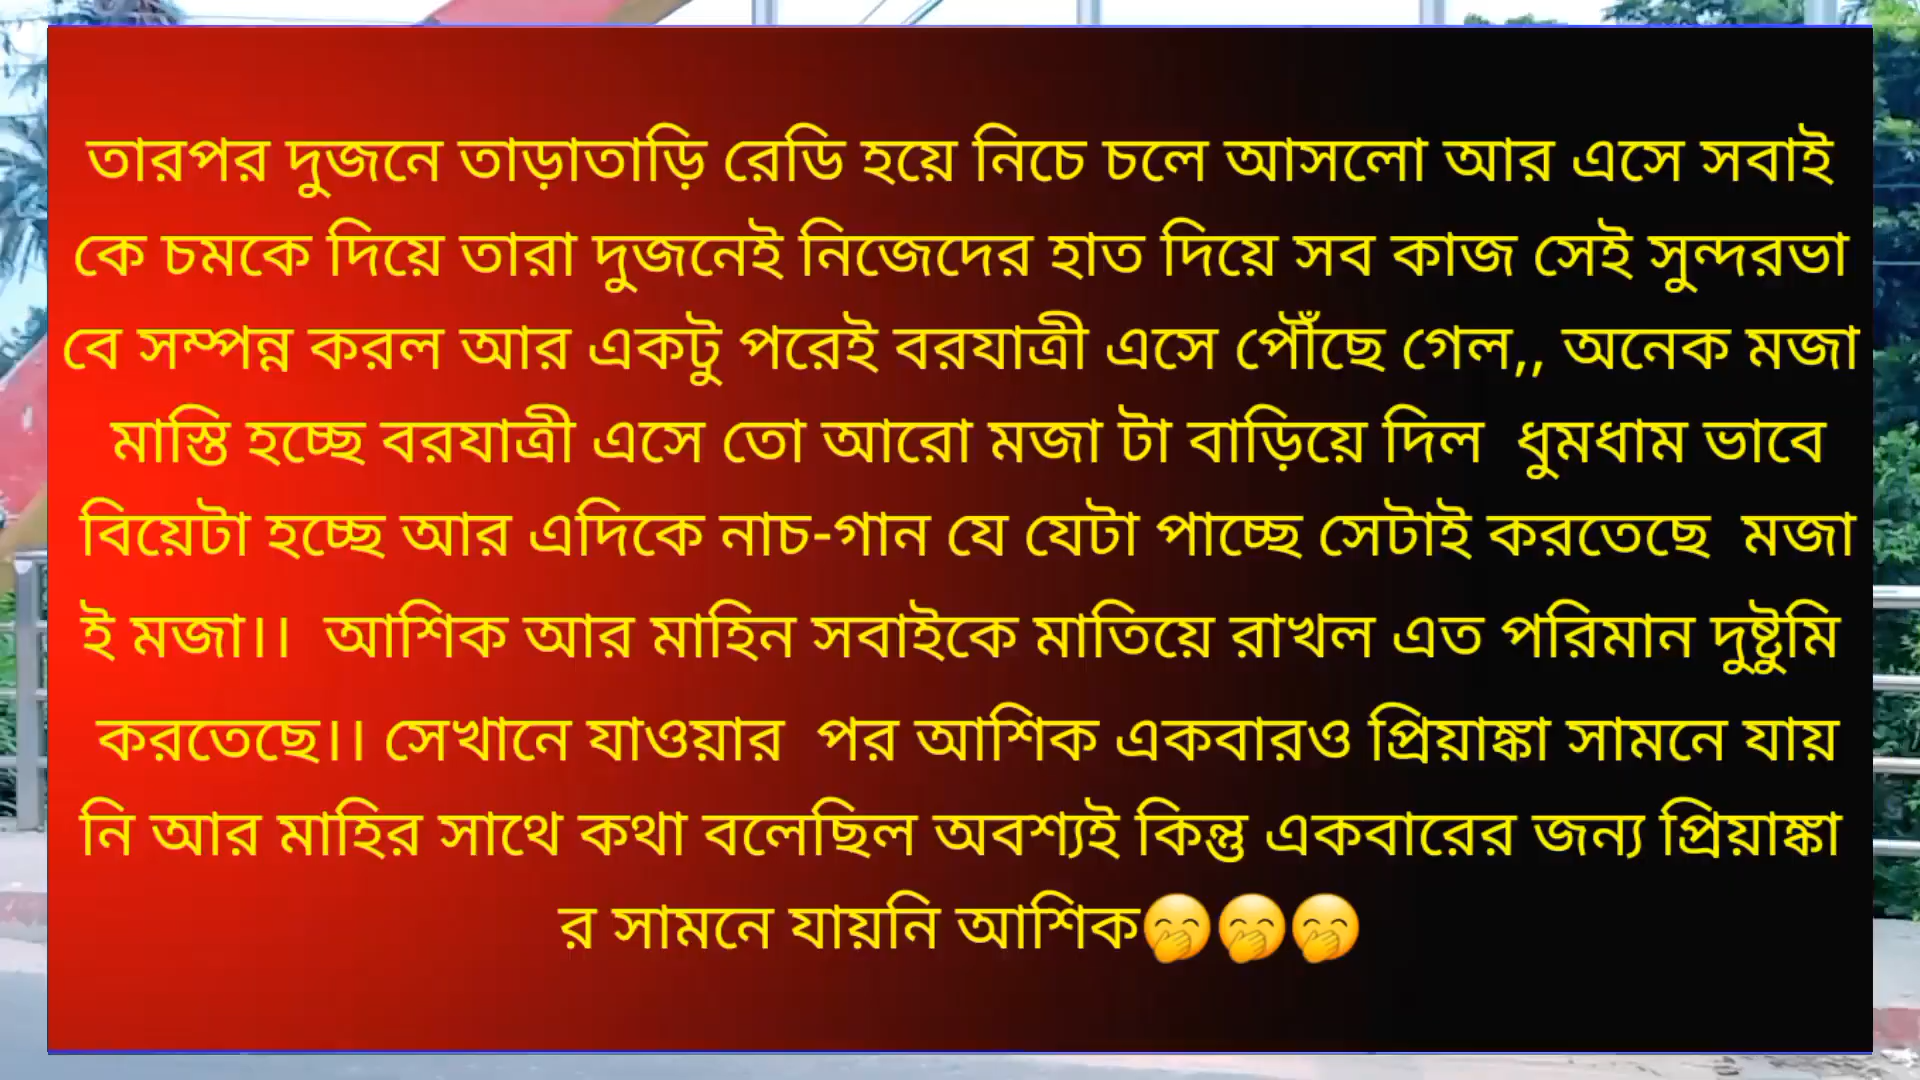 তারপর দুজনে তাড়াতাড়ি রেডি হয়ে নিচে চলে আসলো আর এসে সবাই
কে চমকে দিয়ে তারা দুজনেই নিজেদের হাত দিয়ে সব কাজ সেই সুন্দরভা
বে সম্পন্ন করল আর একটু পরেই বরযাত্রী এসে পৌঁছে গেল,, অনেক মজা
মাস্তি হচ্ছে বরযাত্রী এসে তো আরো মজা টা বাড়িয়ে দিল  ধুমধাম ভাবে
বিয়েটা হচ্ছে আর এদিকে নাচ-গান যে যেটা পাচ্ছে সেটাই করতেছে  মজা
ই মজা।।  আশিক আর মাহিন সবাইকে মাতিয়ে রাখল এত পরিমান দুষ্টুমি
করতেছে।। সেখানে যাওয়ার  পর আশিক একবারও প্রিয়াঙ্কা সামনে যায়
নি আর মাহির সাথে কথা বলেছিল অবশ্যই কিন্তু একবারের জন্য প্রিয়াঙ্কা
র সামনে যায়নি আশিক🤭🤭🤭